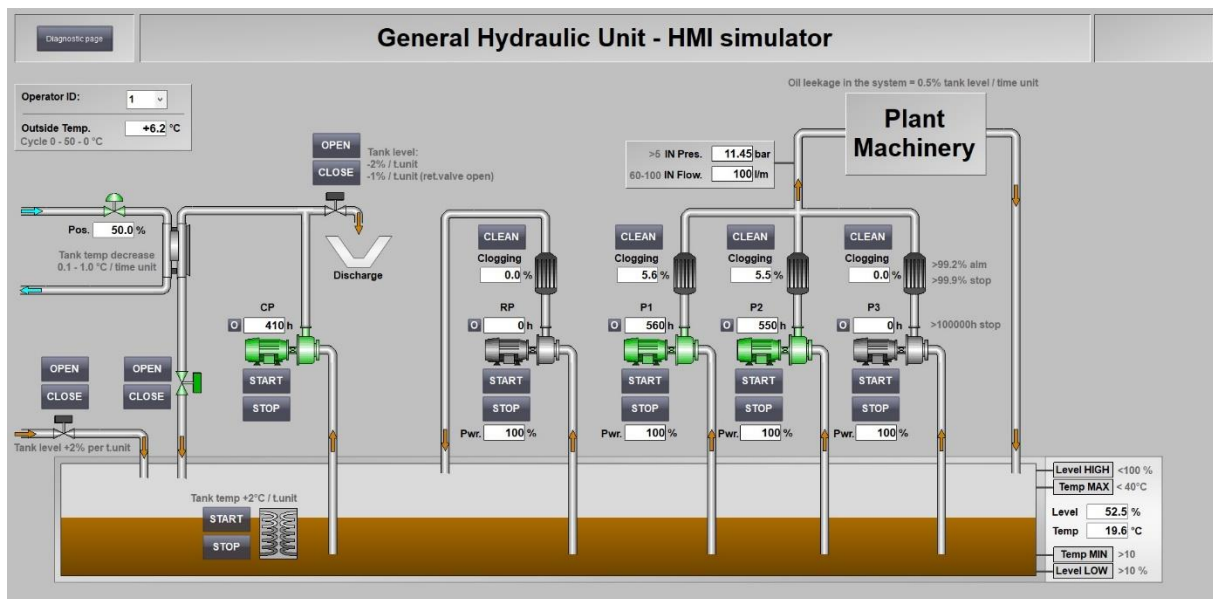 Diagnostic page
General Hydraulic Unit - HMI simulator
Operator ID: 1
Outside Temp. +6.2 °C
Cycle 0 - 50 - 0 °C
OPEN
CLOSE
Tank level:
-2% / t.unit
-1% / t.unit (ret.valve open)
Discharge
Oil leekage in the system = 0.5% tank level / time unit
Plant
Machinery
>5 IN Pres. 11.45 bar
60-100 IN Flow. 100 l/m
Pos. 50.0 %
Tank temp decrease
0.1 - 1.0 °C / time unit
CLEAN
Clogging
0.0 %
CLEAN
Clogging
5.6 %
CLEAN
Clogging
5.5 %
CLEAN
Clogging
0.0 %
>99.2% alm
>99.9% stop
CP
O 410 h
START
STOP
RP
O 0 h
START
STOP
Pwr. 100 %
P1
O 560 h
START
STOP
Pwr. 100 %
P2
O 550 h
START
STOP
Pwr. 100 %
P3
O 0 h
>100000h stop
START
STOP
Pwr. 100 %
OPEN
CLOSE
OPEN
CLOSE
Tank level +2% per t.unit
Tank temp +2°C / t.unit
START
STOP
Level HIGH <100 %
Temp MAX < 40°C
Level 52.5 %
Temp 19.6 °C
Temp MIN >10
Level LOW >10 %